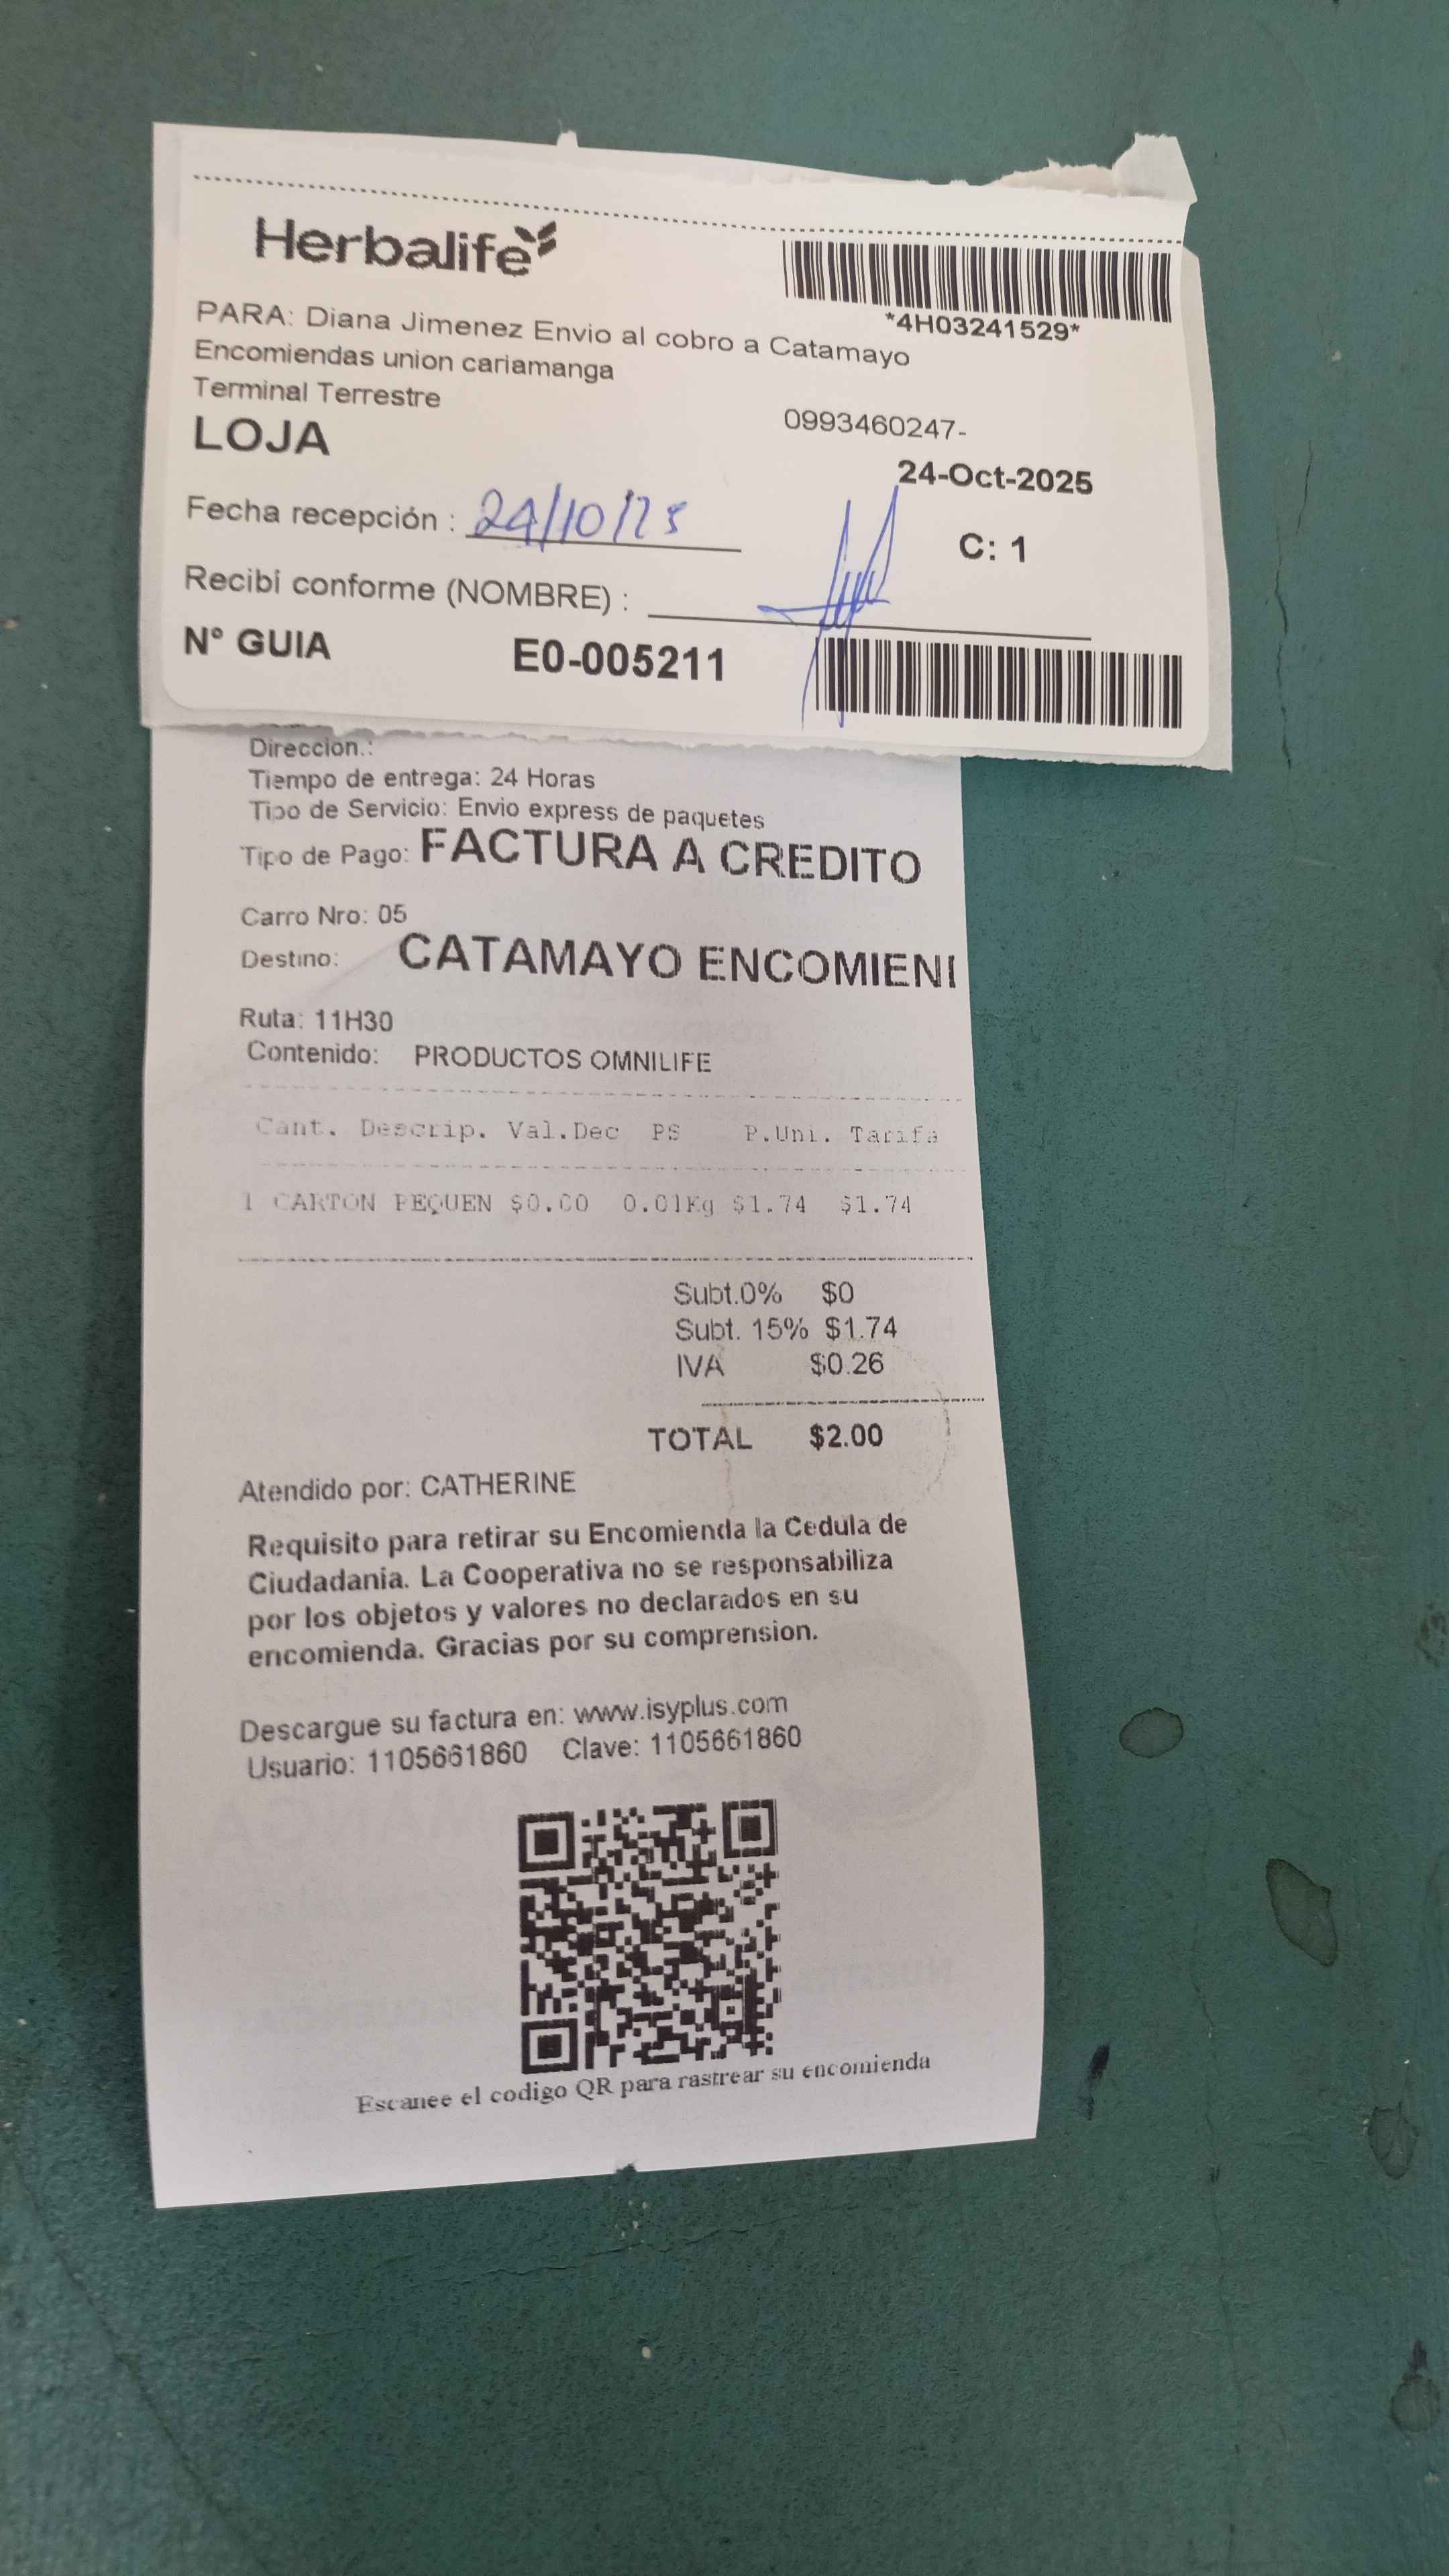 Herbalife
*4H03241529*
PARA: Diana Jimenez Envio al cobro a Catamayo
Encomiendas union cariamanga
Terminal Terrestre
0993460247-
LOJA
24-Oct-2025
Fecha recepción : 24/10/25
C: 1
Recibí conforme (NOMBRE) :
N° GUIA E0-005211
Direccion.:
Tiempo de entrega: 24 Horas
Tipo de Servicio: Envio express de paquetes
Tipo de Pago: FACTURA A CREDITO
Carro Nro: 05
Destino: CATAMAYO ENCOMIENI
Ruta: 11H30
Contenido: PRODUCTOS OMNILIFE
Cant. Descrip. Val.Dec PS P.Uni. Tarifa
1 CARTON PEQUEN $0.00 0.01Kg $1.74 $1.74
Subt.0% $0
Subt. 15% $1.74
IVA $0.26
TOTAL $2.00
Atendido por: CATHERINE
Requisito para retirar su Encomienda la Cedula de
Ciudadania. La Cooperativa no se responsabiliza
por los objetos y valores no declarados en su
encomienda. Gracias por su comprension.
Descargue su factura en: www.isyplus.com
Usuario: 1105661860 Clave: 1105661860
Escanee el codigo QR para rastrear su encomienda